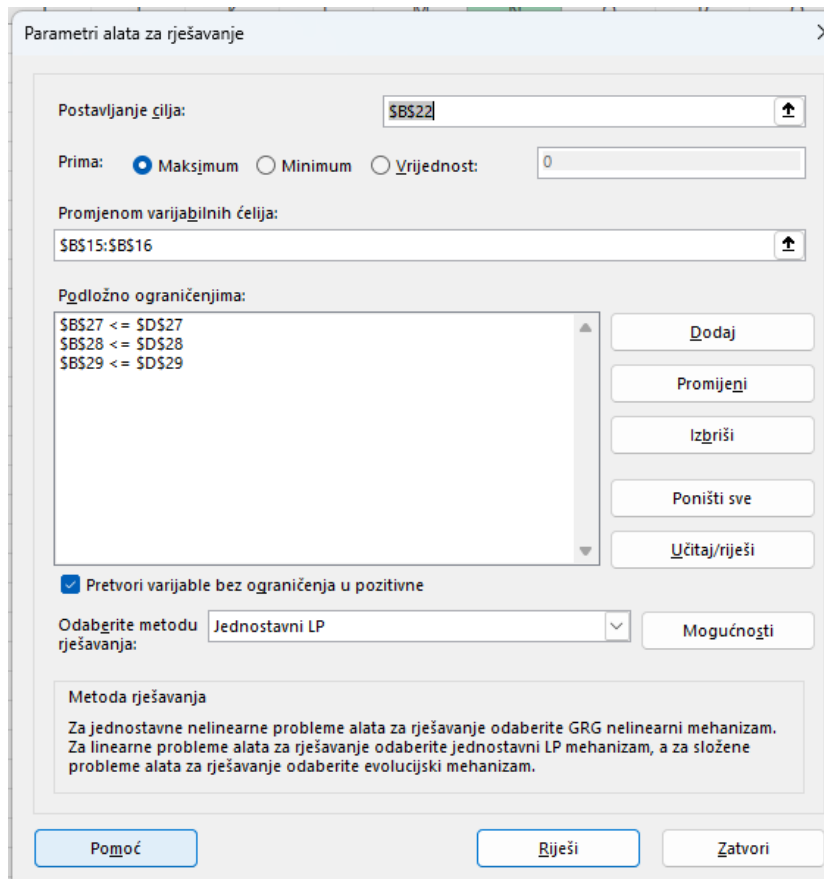 Parametri alata za rješavanje
Postavljanje cilja:
$B$22
Prima:
Maksimum
Minimum
Vrijednost:
0
Promjenom varijabilnih ćelija:
$B$15:$B$16
Podložno ograničenjima:
$B$27 <= $D$27
$B$28 <= $D$28
$B$29 <= $D$29
Dodaj
Promijeni
Izbriši
Poništi sve
Učitaj/riješi
Pretvori varijable bez ograničenja u pozitivne
Odaberite metodu
rješavanja:
Jednostavni LP
Mogućnosti
Metoda rješavanja
Za jednostavne nelinearne probleme alata za rješavanje odaberite GRG nelinearni mehanizam.
Za linearne probleme alata za rješavanje odaberite jednostavni LP mehanizam, a za složene
probleme alata za rješavanje odaberite evolucijski mehanizam.
Pomoć
Riješi
Zatvori